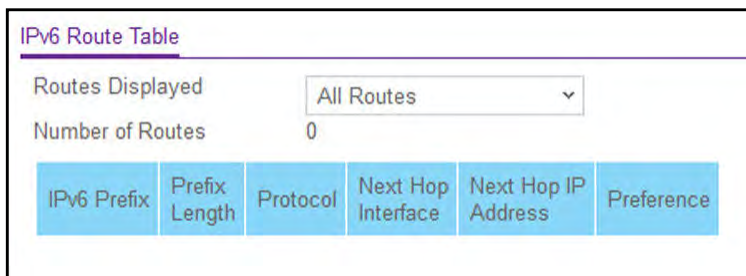 IPv6 Route Table
Routes Displayed All Routes
Number of Routes 0
IPv6 Prefix Prefix Length Protocol Next Hop Interface Next Hop IP Address Preference